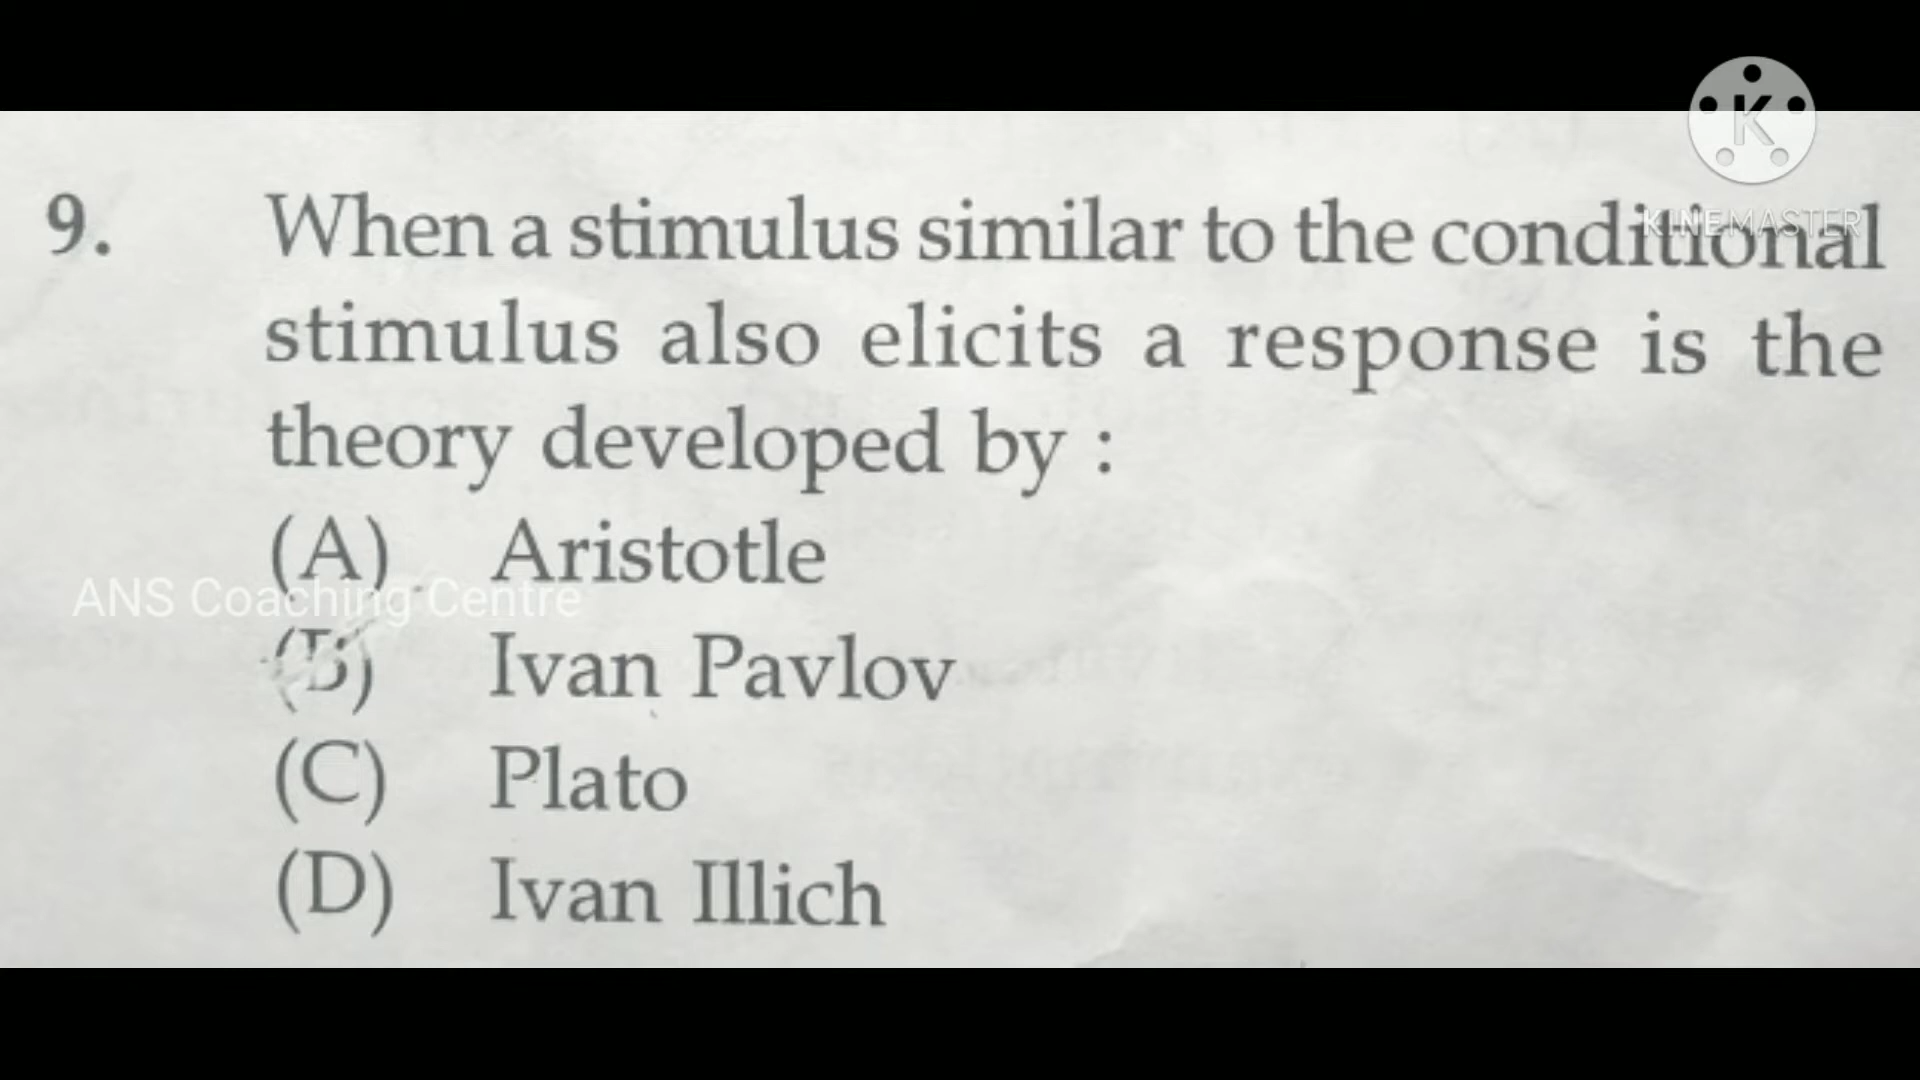 K
KINEMASTER
9. When a stimulus similar to the conditional
stimulus also elicits a response is the
theory developed by :
(A) Aristotle
ANS Coaching Centre
(B) Ivan Pavlov
(C) Plato
(D) Ivan Illich